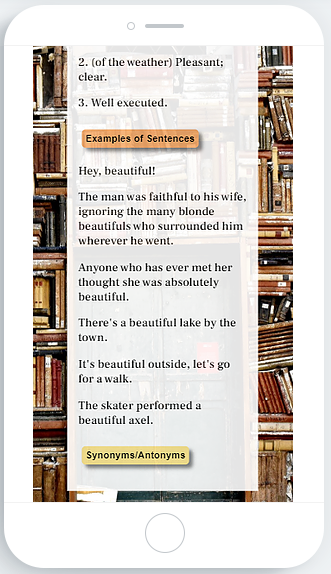 2. (of the weather) Pleasant;
clear.
3. Well executed.
Examples of Sentences
Hey, beautiful!
The man was faithful to his wife,
ignoring the many blonde
beautifuls who surrounded him
wherever he went.
Anyone who has ever met her
thought she was absolutely
beautiful.
There's a beautiful lake by the
town.
It's beautiful outside, let's go
for a walk.
The skater performed a
beautiful axel.
Synonyms/Antonyms